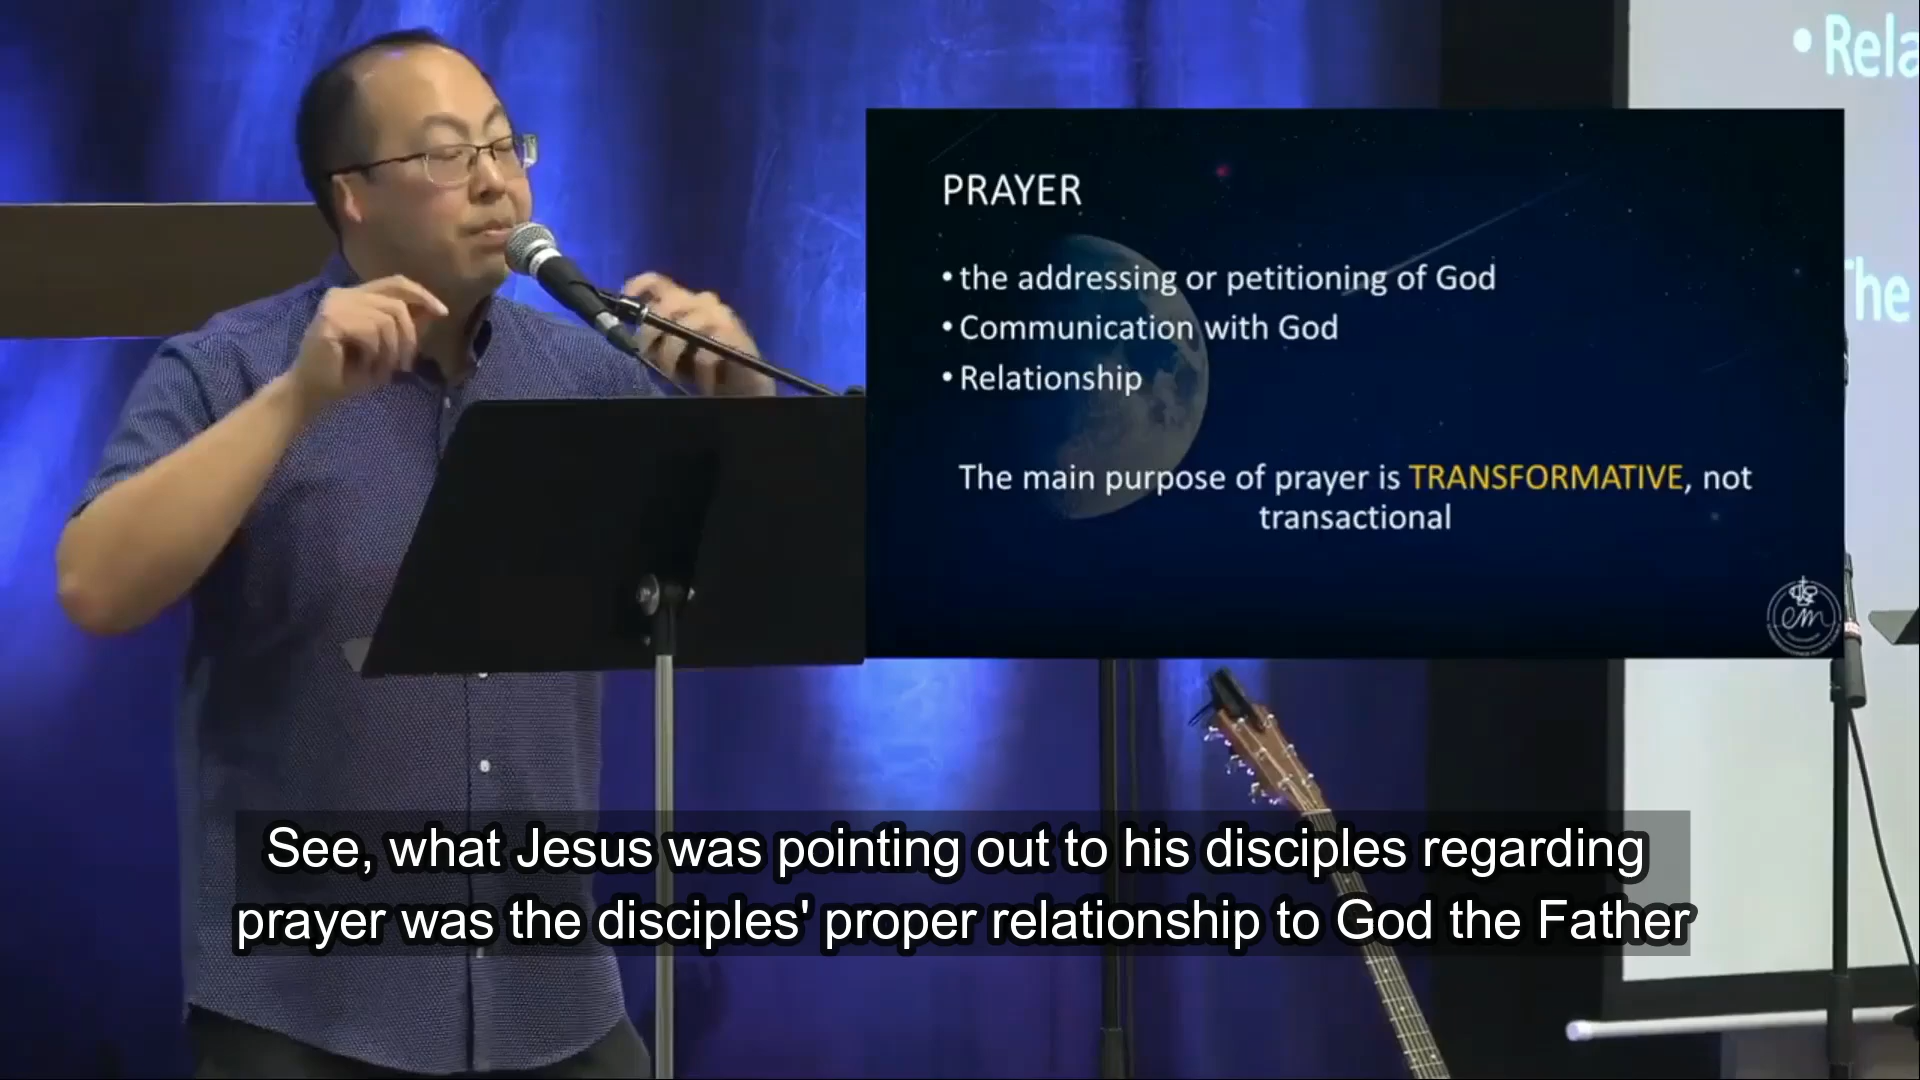 • Rela
The
PRAYER
• the addressing or petitioning of God
• Communication with God
• Relationship
The main purpose of prayer is TRANSFORMATIVE, not
transactional
em
See, what Jesus was pointing out to his disciples regarding
prayer was the disciples' proper relationship to God the Father